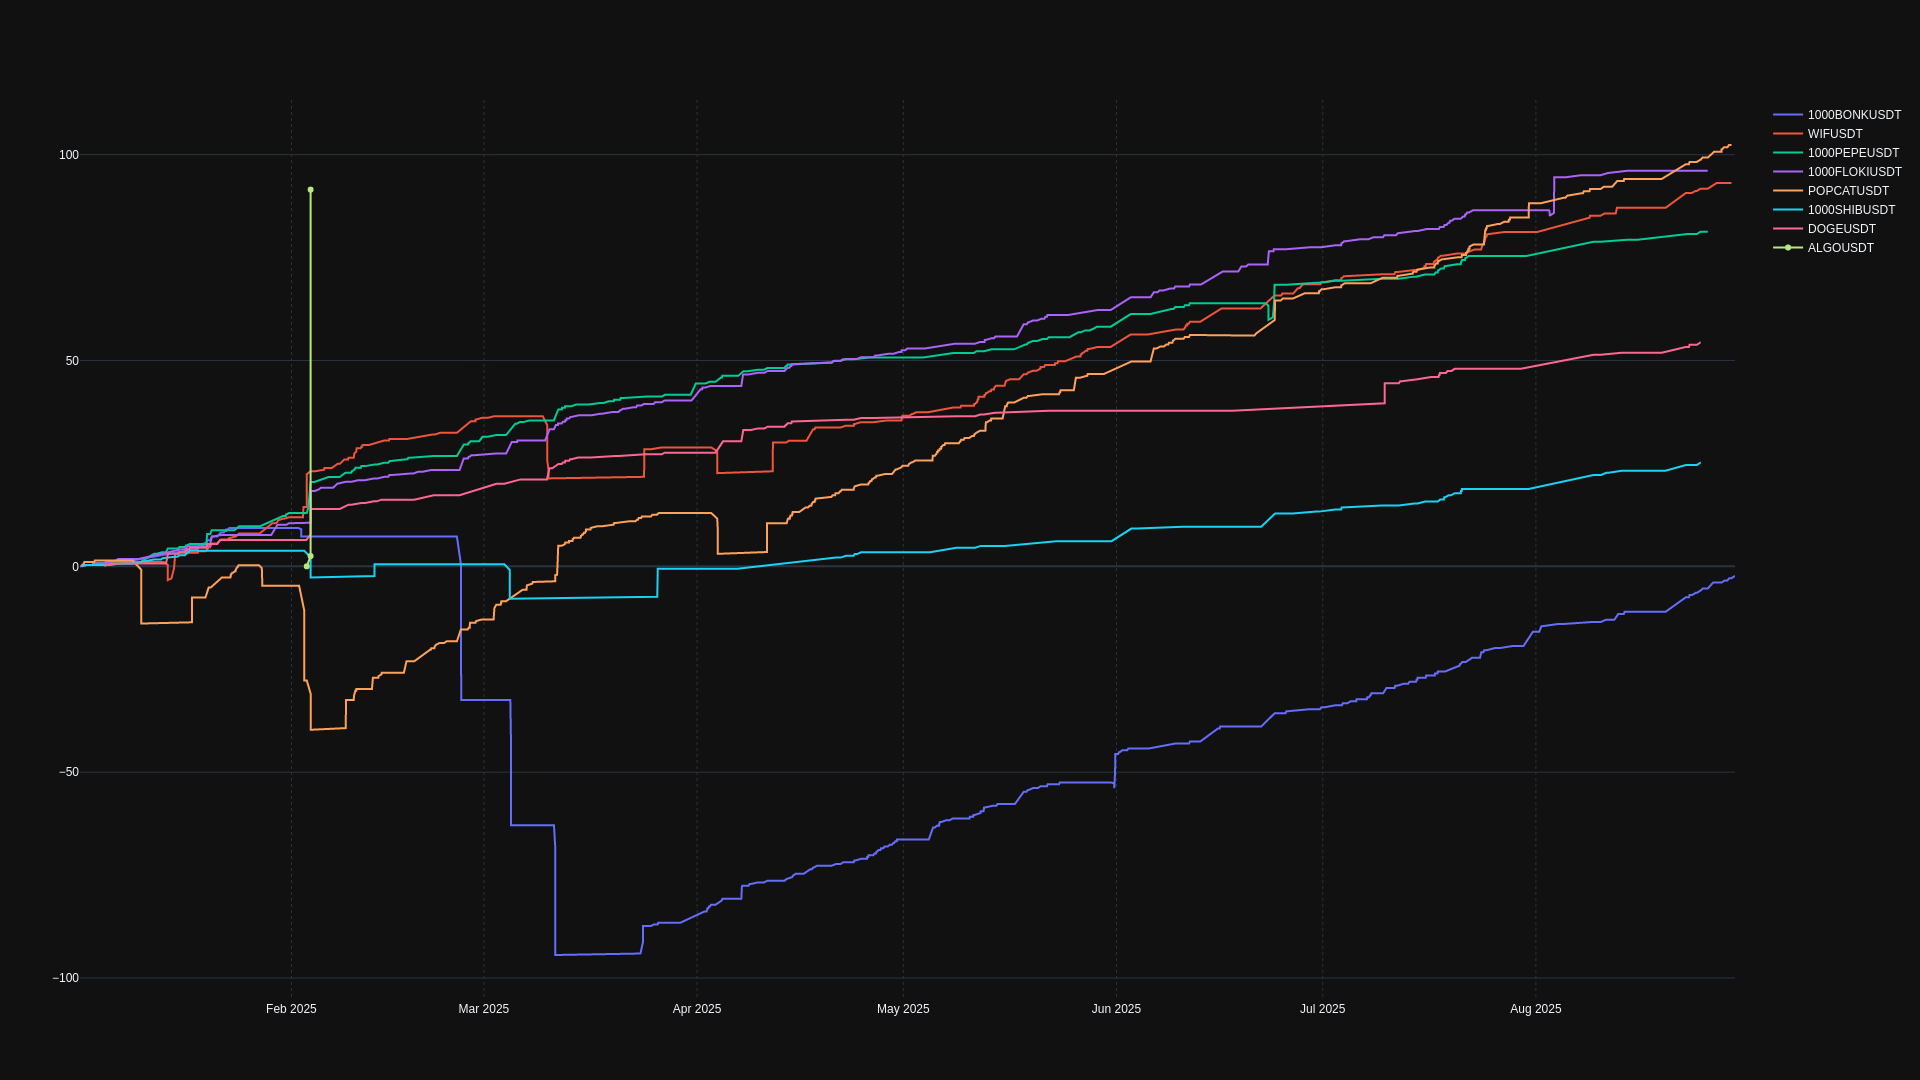 1000BONKUSDT
WIFUSDT
1000PEPEUSDT
1000FLOKIUSDT
POPCATUSDT
1000SHIBUSDT
DOGEUSDT
ALGOUSDT
100
50
0
−50
−100
Feb 2025
Mar 2025
Apr 2025
May 2025
Jun 2025
Jul 2025
Aug 2025